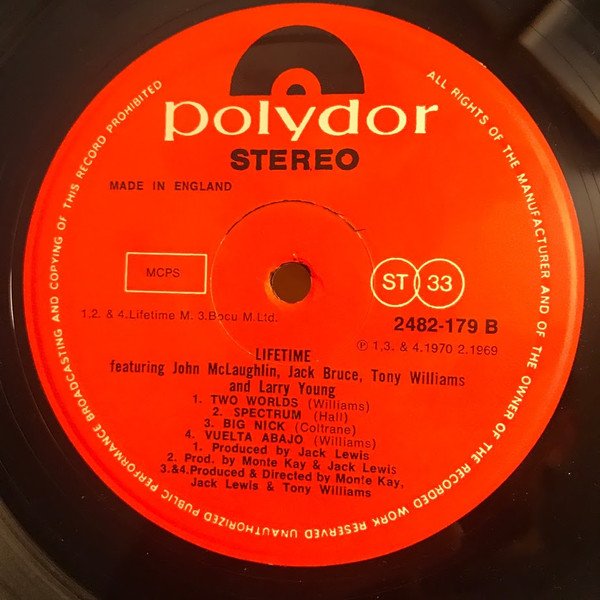 polydor
STEREO
MADE IN ENGLAND
MCPS
ST 33
1.2. & 4.Lifetime M. 3.Bocu M.Ltd.
2482-179 B
℗ 1,3. & 4.1970 2.1969
LIFETIME
featuring John McLaughlin, Jack Bruce, Tony Williams
and Larry Young
1. TWO WORLDS (Williams)
2. SPECTRUM (Hall)
3. BIG NICK (Coltrane)
4. VUELTA ABAJO (Williams)
1. Produced by Jack Lewis
2. Prod. by Monte Kay & Jack Lewis
3.&4.Produced & Directed by Monte Kay,
Jack Lewis & Tony Williams
ALL RIGHTS OF THE MANUFACTURER AND OF THE OWNER OF THE RECORDED WORK RESERVED UNAUTHORIZED PUBLIC PERFORMANCE BROADCASTING AND COPYING OF THIS RECORD PROHIBITED